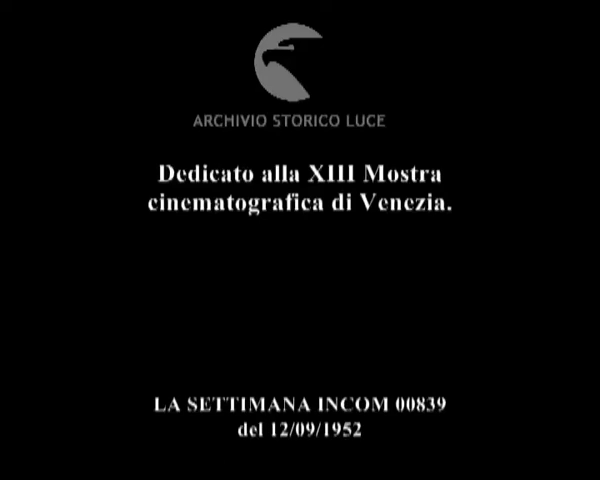 ARCHIVIO STORICO LUCE
Dedicato alla XIII Mostra
cinematografica di Venezia.
LA SETTIMANA INCOM 00839
del 12/09/1952